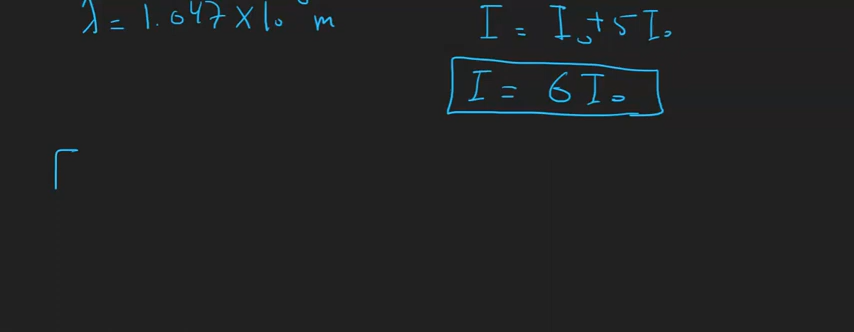 λ = 1.047 × 10 m
I = I₀ + 5I₀
I = 6I₀